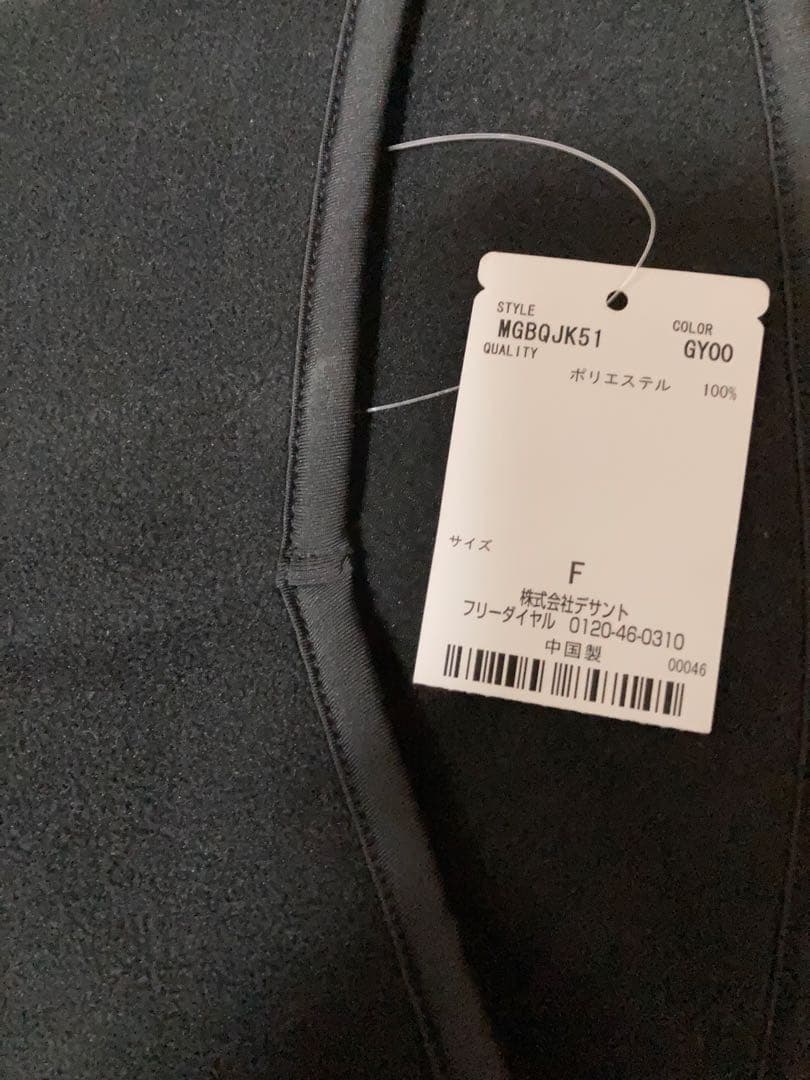 STYLE
MGBQJK51
COLOR
GY00
QUALITY
ポリエステル 100%
サイズ
F
株式会社デサント
フリーダイヤル 0120-46-0310
中国製
00046